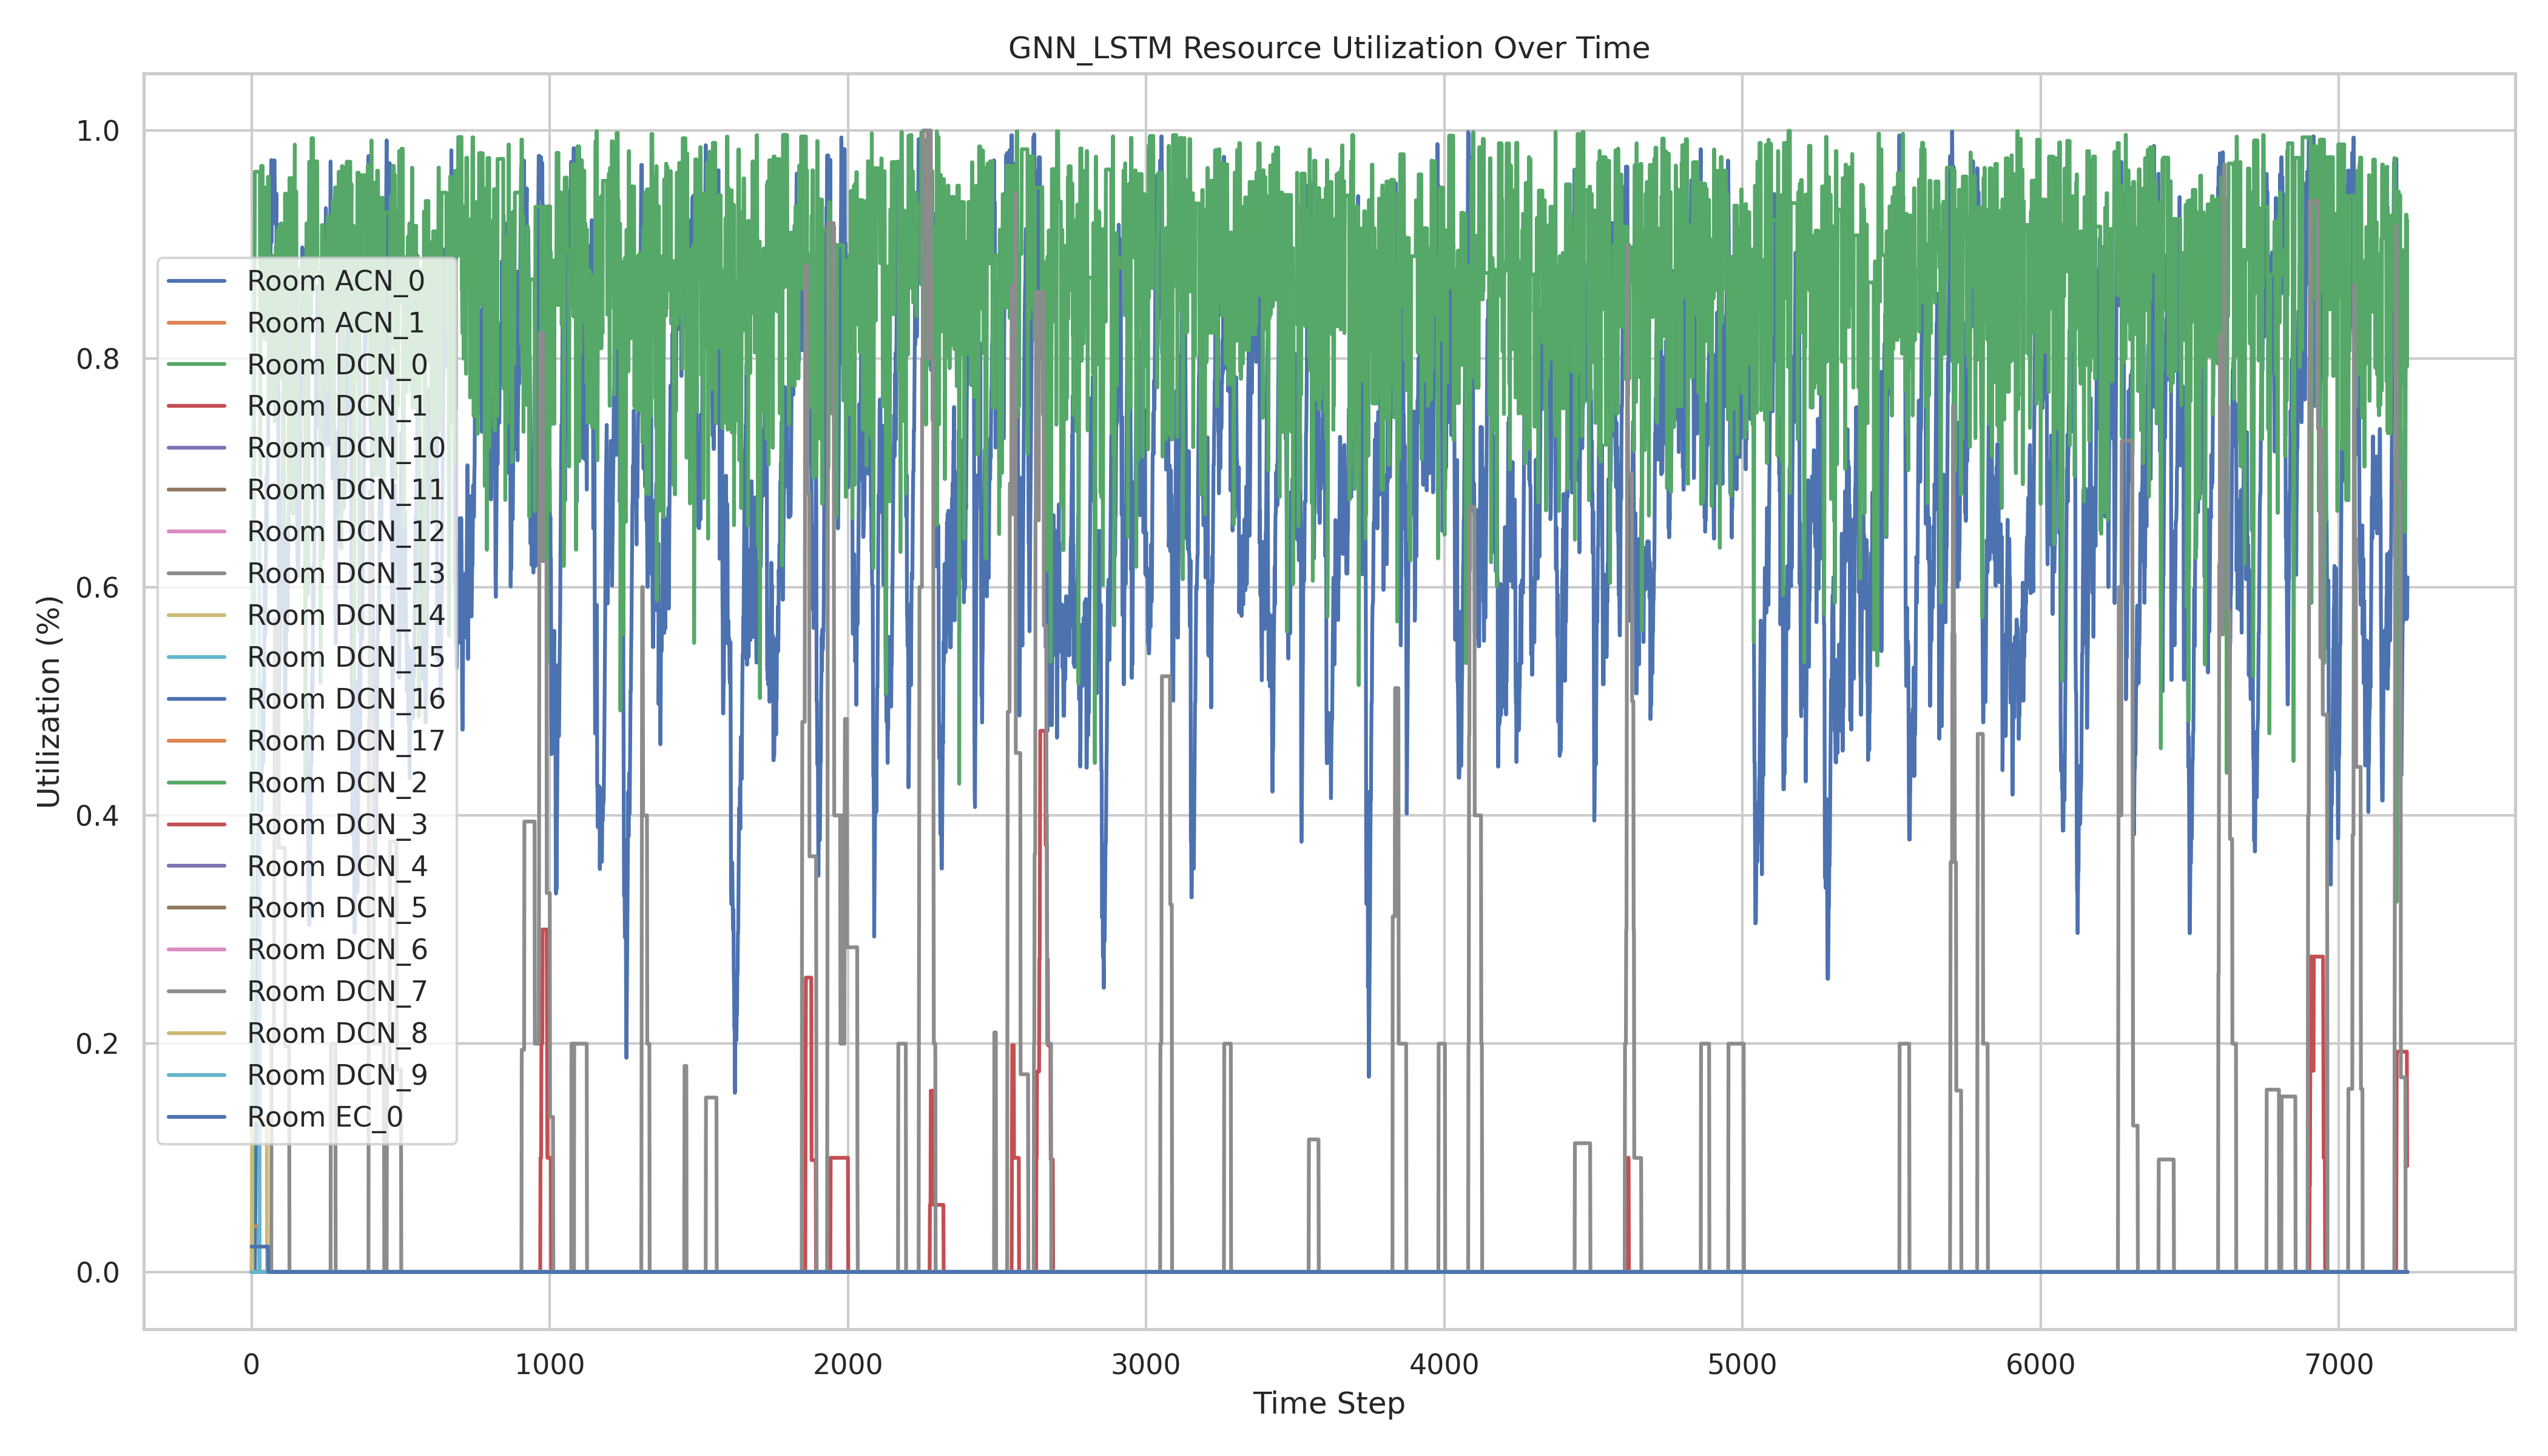 GNN_LSTM Resource Utilization Over Time
1.0
0.8
0.6
0.4
0.2
0.0
Utilization (%)
Room ACN_0
Room ACN_1
Room DCN_0
Room DCN_1
Room DCN_10
Room DCN_11
Room DCN_12
Room DCN_13
Room DCN_14
Room DCN_15
Room DCN_16
Room DCN_17
Room DCN_2
Room DCN_3
Room DCN_4
Room DCN_5
Room DCN_6
Room DCN_7
Room DCN_8
Room DCN_9
Room EC_0
0 1000 2000 3000 4000 5000 6000 7000
Time Step